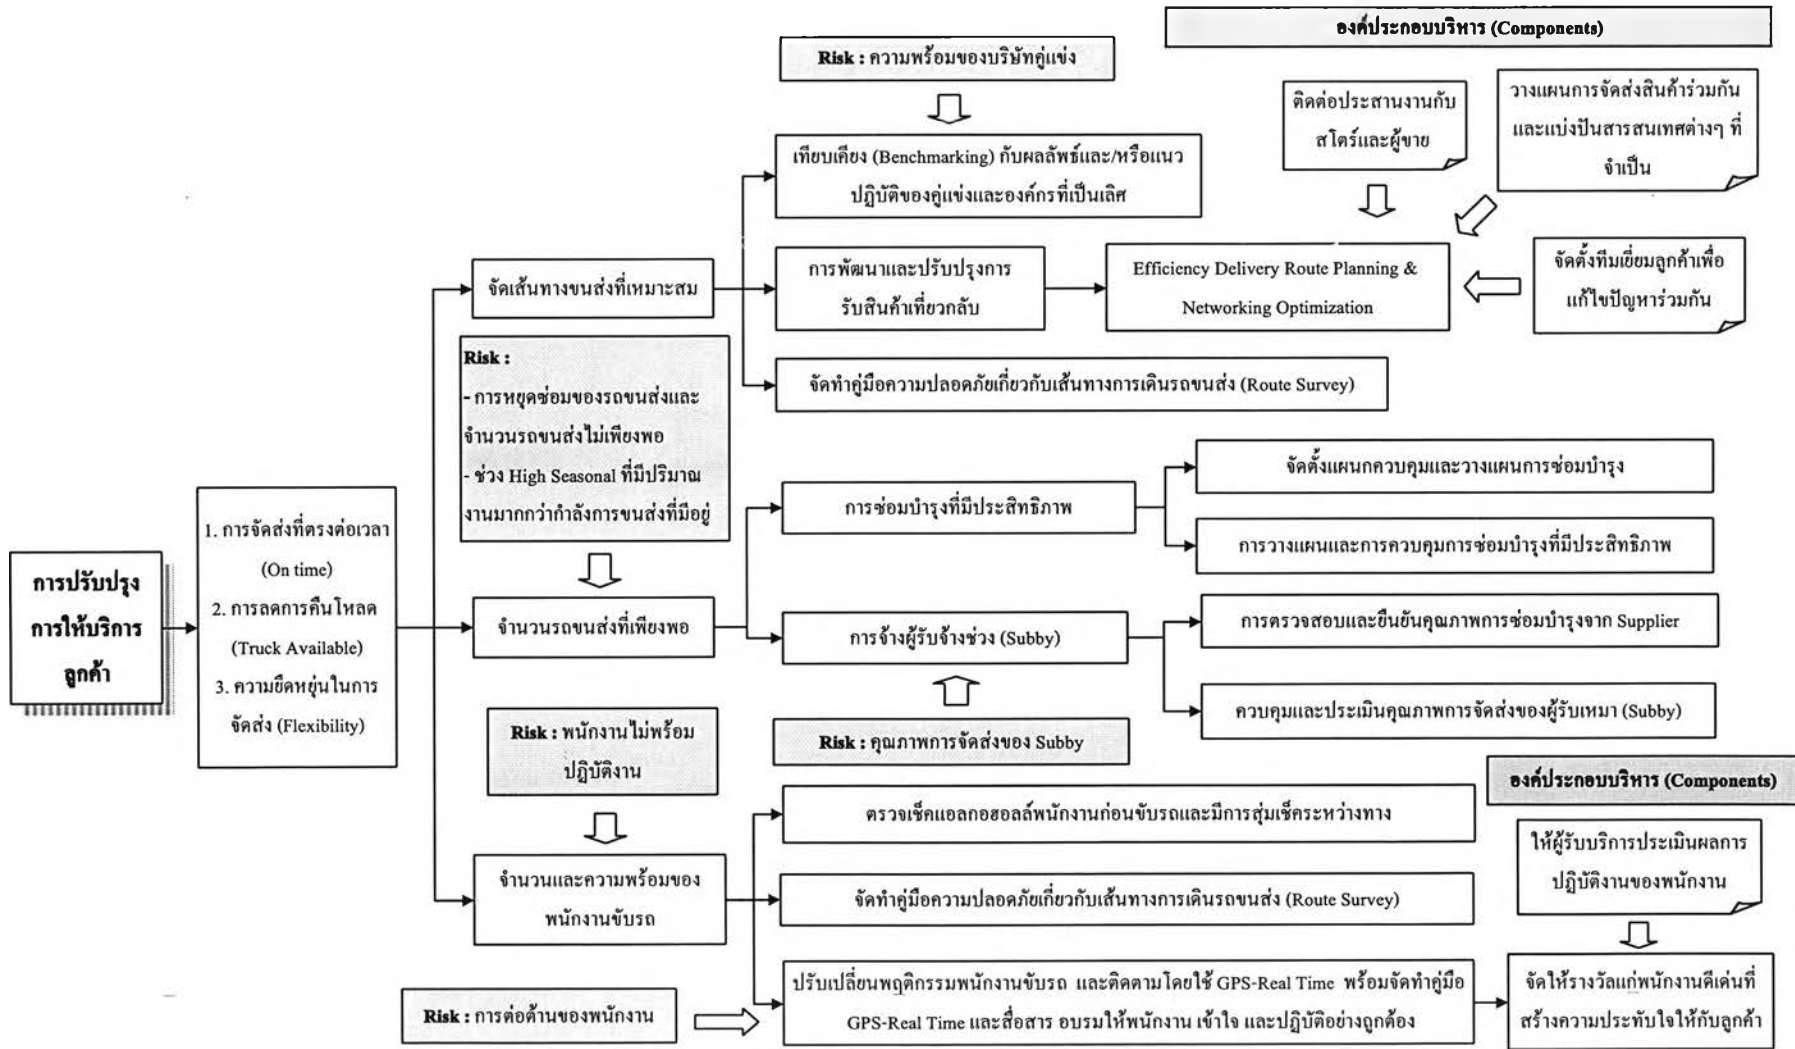 องค์ประกอบบริหาร (Components)
Risk : ความพร้อมของบริษัทคู่แข่ง
ติดต่อประสานงานกับ
สโตร์และผู้ขาย
วางแผนการจัดส่งสินค้าร่วมกัน
และแบ่งปันสารสนเทศต่างๆ ที่
จำเป็น
เทียบเคียง (Benchmarking) กับผลลัพธ์และ/หรือแนว
ปฏิบัติของคู่แข่งและองค์กรที่เป็นเลิศ
จัดเส้นทางขนส่งที่เหมาะสม
การพัฒนาและปรับปรุงการ
รับสินค้าเที่ยวกลับ
Efficiency Delivery Route Planning &
Networking Optimization
จัดตั้งทีมเยี่ยมลูกค้าเพื่อ
แก้ไขปัญหาร่วมกัน
Risk :
- การหยุดซ่อมของรถขนส่งและ
จำนวนรถขนส่งไม่เพียงพอ
- ช่วง High Seasonal ที่มีปริมาณ
งานมากกว่ากำลังการขนส่งที่มีอยู่
จัดทำคู่มือความปลอดภัยเกี่ยวกับเส้นทางการเดินรถขนส่ง (Route Survey)
จัดตั้งแผนกควบคุมและวางแผนการซ่อมบำรุง
การซ่อมบำรุงที่มีประสิทธิภาพ
การวางแผนและการควบคุมการซ่อมบำรุงที่มีประสิทธิภาพ
การปรับปรุง
การให้บริการ
ลูกค้า
1. การจัดส่งที่ตรงต่อเวลา
(On time)
2. การลดการคืนโหลด
(Truck Available)
3. ความยืดหยุ่นในการ
จัดส่ง (Flexibility)
จำนวนรถขนส่งที่เพียงพอ
การจ้างผู้รับจ้างช่วง (Subby)
การตรวจสอบและยืนยันคุณภาพการซ่อมบำรุงจาก Supplier
ควบคุมและประเมินคุณภาพการจัดส่งของผู้รับเหมา (Subby)
Risk : พนักงานไม่พร้อม
ปฏิบัติงาน
Risk : คุณภาพการจัดส่งของ Subby
องค์ประกอบบริหาร (Components)
ตรวจเช็คแอลกอฮอลล์พนักงานก่อนขับรถและมีการสุ่มเช็คระหว่างทาง
ให้ผู้รับบริการประเมินผลการ
ปฏิบัติงานของพนักงาน
จำนวนและความพร้อมของ
พนักงานขับรถ
จัดทำคู่มือความปลอดภัยเกี่ยวกับเส้นทางการเดินรถขนส่ง (Route Survey)
Risk : การต่อต้านของพนักงาน
ปรับเปลี่ยนพฤติกรรมพนักงานขับรถ และติดตามโดยใช้ GPS-Real Time พร้อมจัดทำคู่มือ
GPS-Real Time และสื่อสาร อบรมให้พนักงาน เข้าใจ และปฏิบัติอย่างถูกต้อง
จัดให้รางวัลแก่พนักงานดีเด่นที่
สร้างความประทับใจให้กับลูกค้า